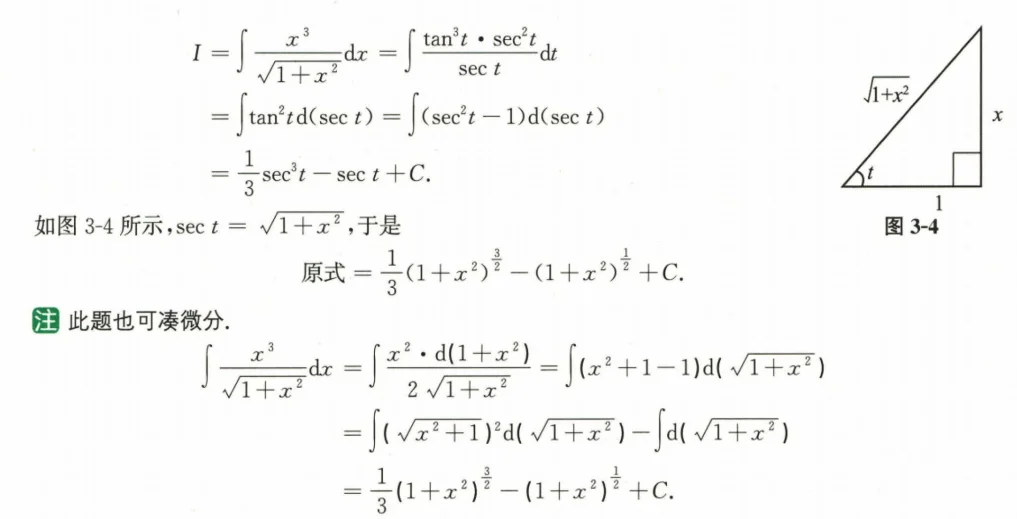 I = ∫ x³/√(1+x²) dx = ∫ (tan³t · sec²t)/(sec t) dt
= ∫tan²t d(sec t) = ∫(sec²t − 1)d(sec t)
= 1/3 sec³t − sec t + C.
√1+x²
x
t
1
图 3-4
如图 3-4 所示,sec t = √(1+x²),于是
原式 = 1/3 (1+x²)^(3/2) − (1+x²)^(1/2) + C.
注 此题也可凑微分.
∫ x³/√(1+x²) dx = ∫ (x² · d(1+x²))/(2√(1+x²)) = ∫(x²+1−1)d(√(1+x²))
= ∫(√(x²+1))²d(√(1+x²)) − ∫d(√(1+x²))
= 1/3 (1+x²)^(3/2) − (1+x²)^(1/2) + C.